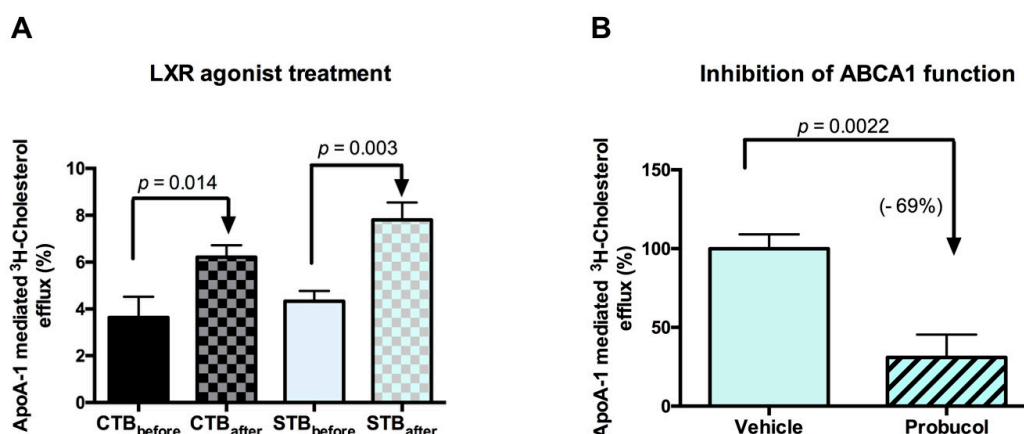 A
LXR agonist treatment
ApoA-1 mediated ³H-Cholesterol
efflux (%)
10
8
6
4
2
0
p = 0.014
p = 0.003
CTBbefore
CTBafter
STBbefore
STBafter
B
Inhibition of ABCA1 function
ApoA-1 mediated ³H-Cholesterol
efflux (%)
150
100
50
0
p = 0.0022
(- 69%)
Vehicle
Probucol